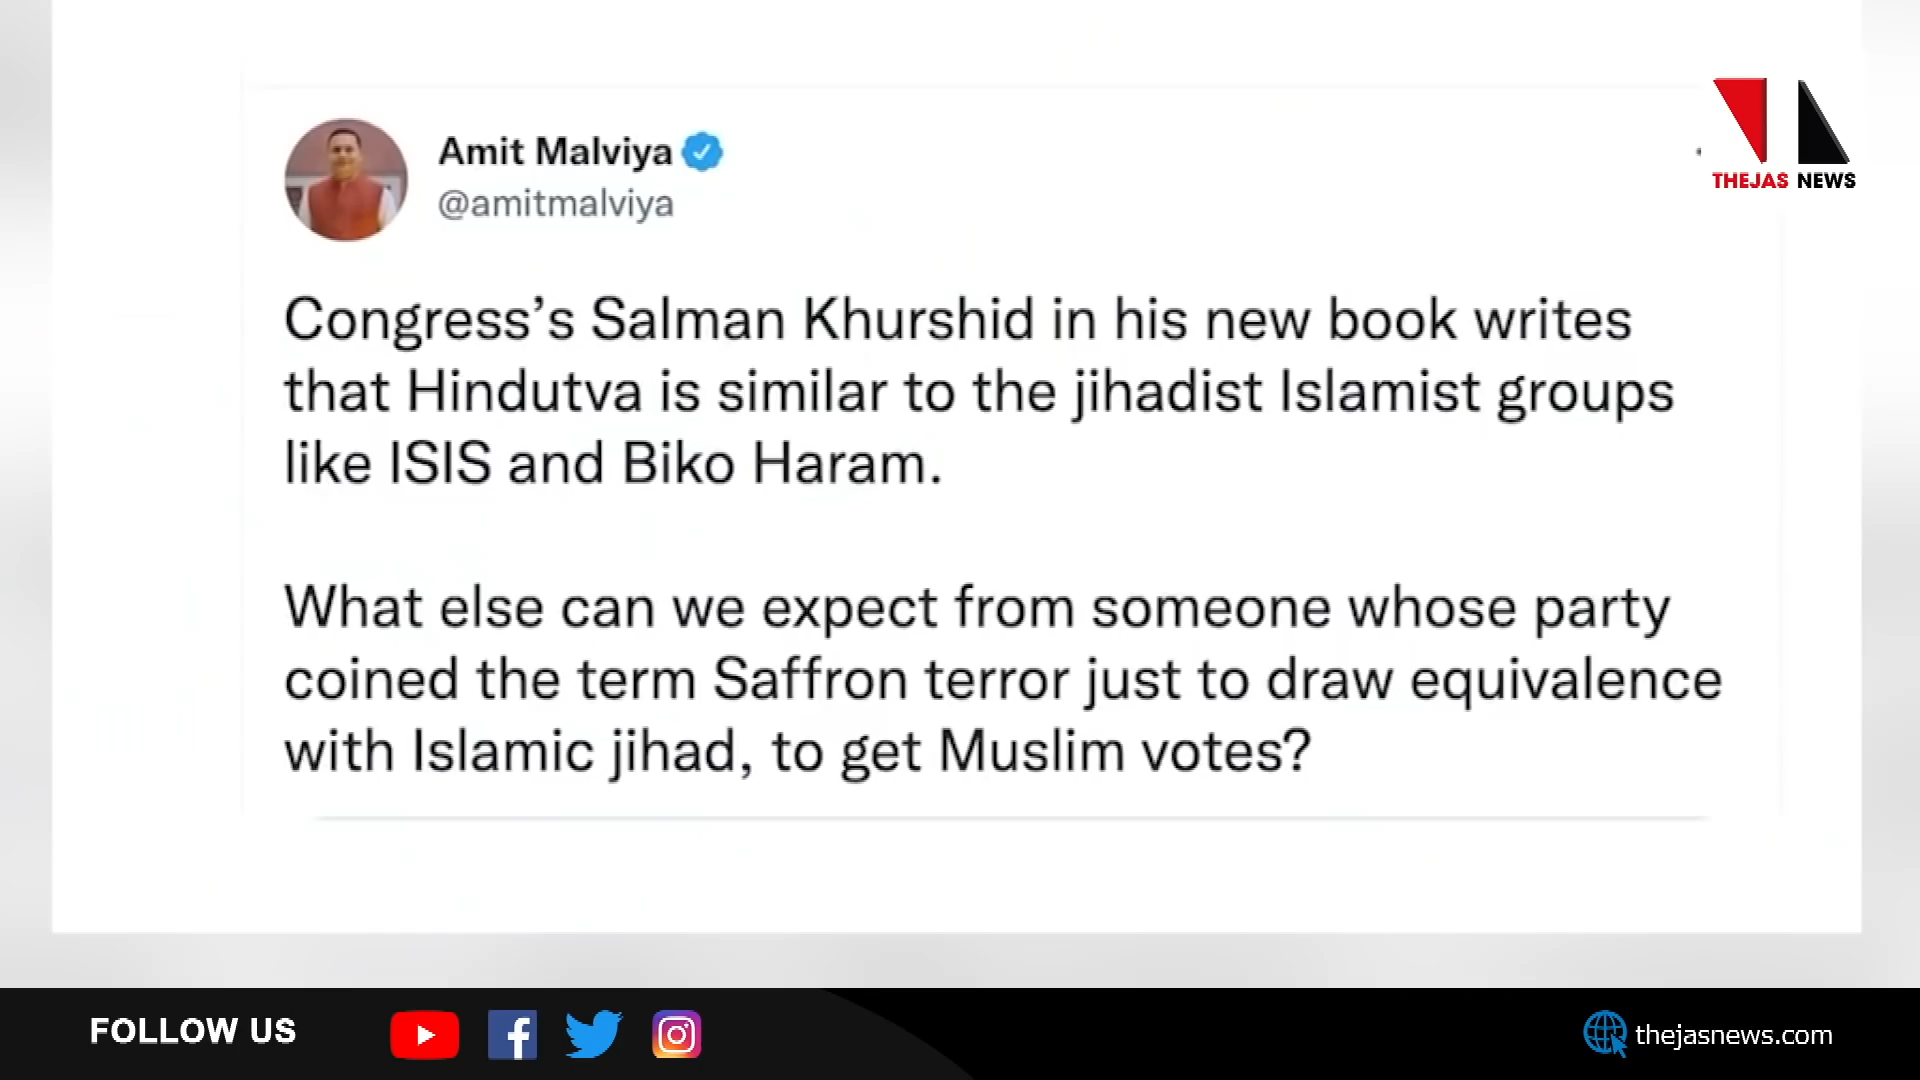 Amit Malviya
@amitmalviya
THEJAS NEWS
Congress’s Salman Khurshid in his new book writes
that Hindutva is similar to the jihadist Islamist groups
like ISIS and Biko Haram.
What else can we expect from someone whose party
coined the term Saffron terror just to draw equivalence
with Islamic jihad, to get Muslim votes?
FOLLOW US
thejasnews.com